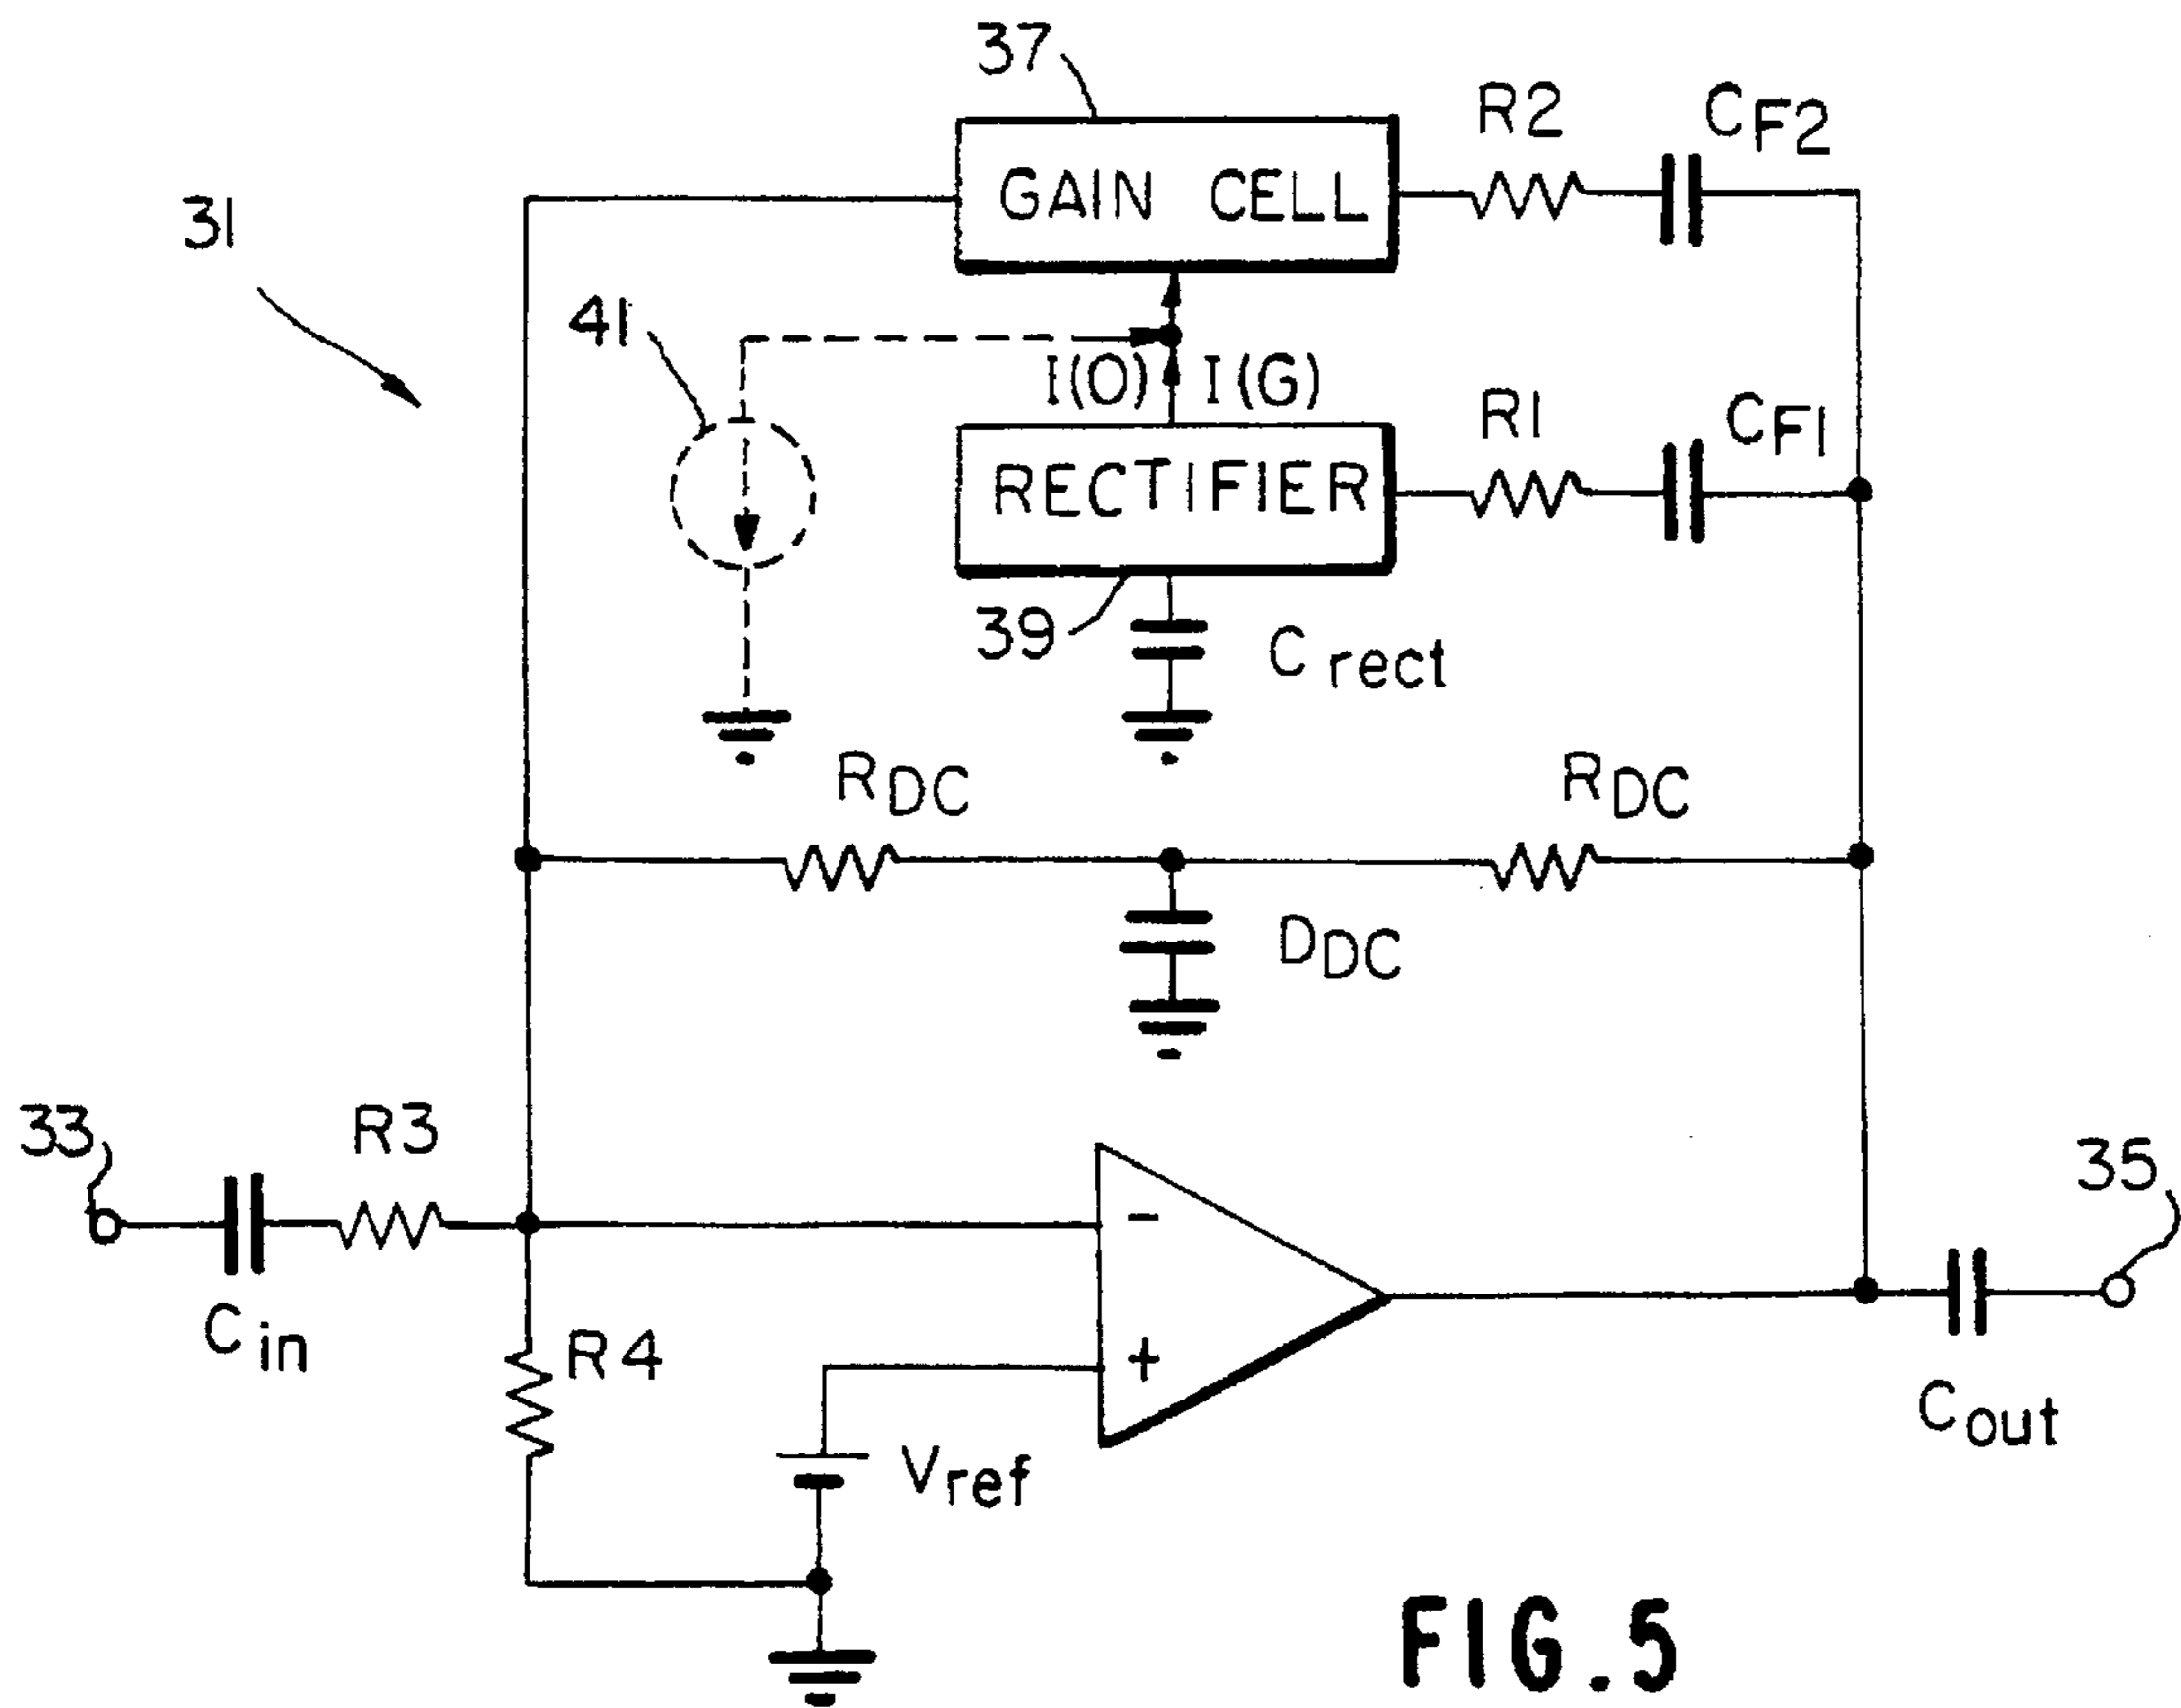 37
R2
CF2
GAIN CELL
31
41
I(O)
I(G)
R1
CF1
RECTIFIER
39
C rect
RDC
RDC
DDC
33
R3
-
35
Cin
R4
+
Cout
Vref
FIG.5